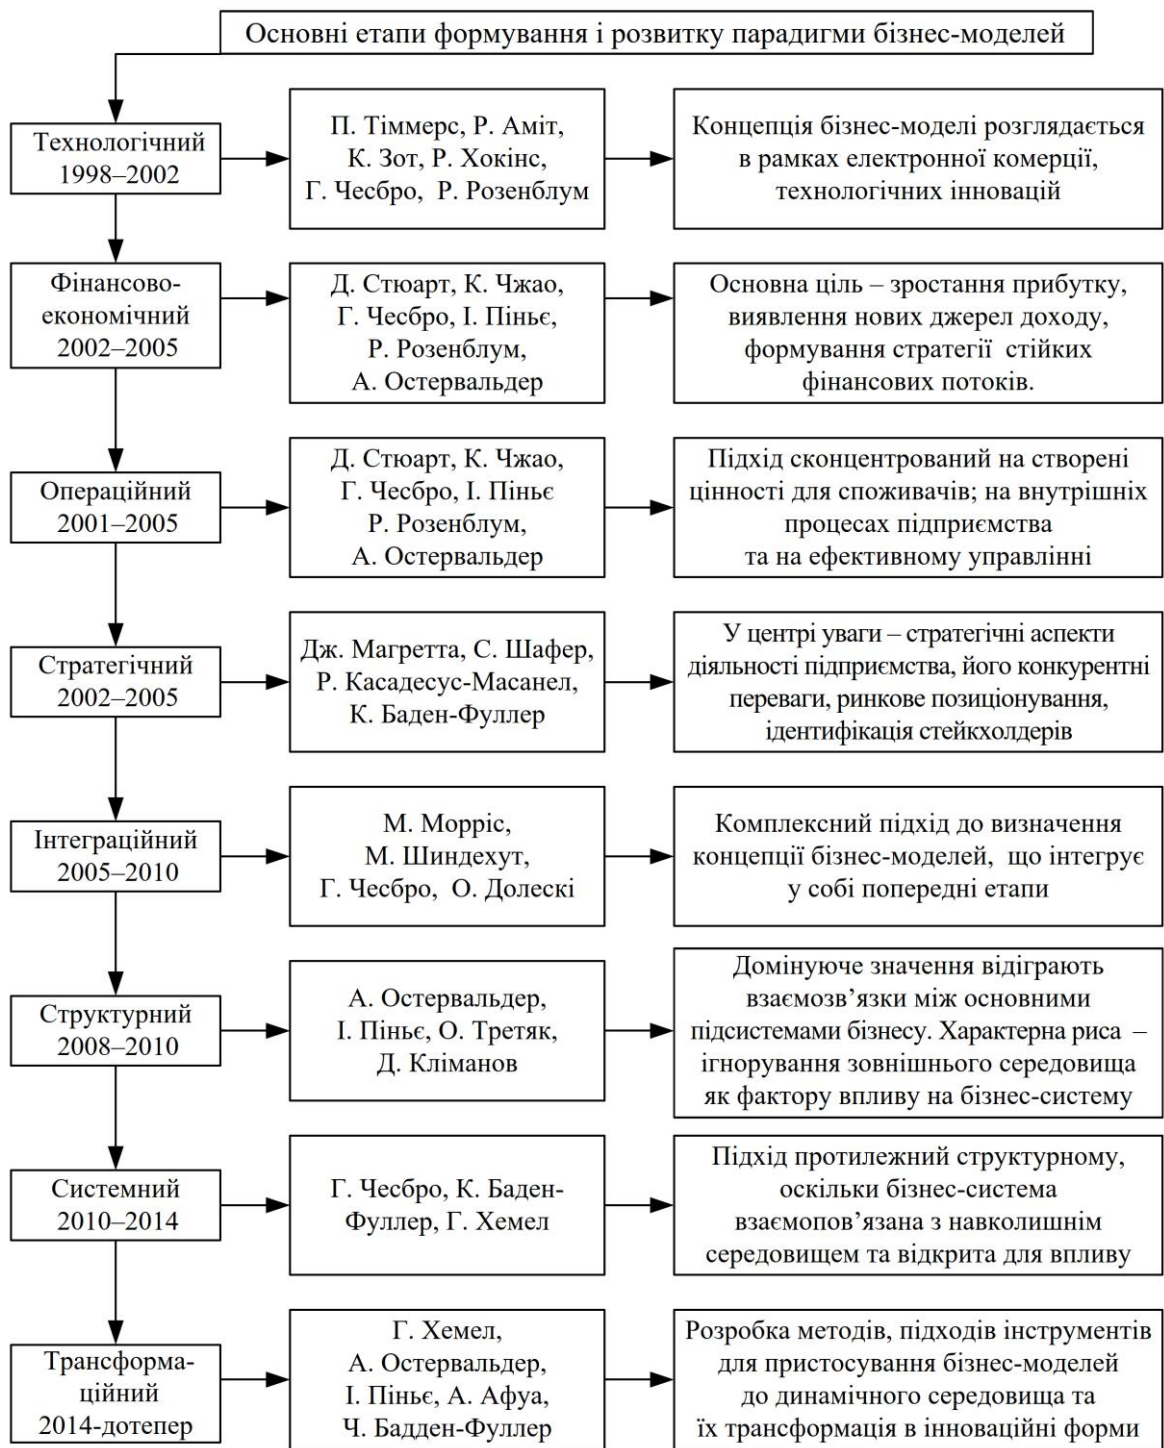 Основні етапи формування і розвитку парадигми бізнес-моделей
Технологічний
1998–2002
П. Тіммерс, Р. Аміт,
К. Зот, Р. Хокінс,
Г. Чесбро, Р. Розенблум
Концепція бізнес-моделі розглядається
в рамках електронної комерції,
технологічних інновацій
Фінансово-
економічний
2002–2005
Д. Стюарт, К. Чжао,
Г. Чесбро, І. Піньє,
Р. Розенблум,
А. Остервальдер
Основна ціль – зростання прибутку,
виявлення нових джерел доходу,
формування стратегії стійких
фінансових потоків.
Операційний
2001–2005
Д. Стюарт, К. Чжао,
Г. Чесбро, І. Піньє
Р. Розенблум,
А. Остервальдер
Підхід сконцентрований на створені
цінності для споживачів; на внутрішніх
процесах підприємства
та на ефективному управлінні
Стратегічний
2002–2005
Дж. Магретта, С. Шафер,
Р. Касадесус-Масанел,
К. Баден-Фуллер
У центрі уваги – стратегічні аспекти
діяльності підприємства, його конкурентні
переваги, ринкове позиціонування,
ідентифікація стейкхолдерів
Інтеграційний
2005–2010
М. Морріс,
М. Шиндехут,
Г. Чесбро, О. Долескі
Комплексний підхід до визначення
концепції бізнес-моделей, що інтегрує
у собі попередні етапи
Структурний
2008–2010
А. Остервальдер,
І. Піньє, О. Третяк,
Д. Кліманов
Домінуюче значення відіграють
взаємозв’язки між основними
підсистемами бізнесу. Характерна риса –
ігнорування зовнішнього середовища
як фактору впливу на бізнес-систему
Системний
2010–2014
Г. Чесбро, К. Баден-
Фуллер, Г. Хемел
Підхід протилежний структурному,
оскільки бізнес-система
взаємопов’язана з навколишнім
середовищем та відкрита для впливу
Трансформа-
ційний
2014-дотепер
Г. Хемел,
А. Остервальдер,
І. Піньє, А. Афуа,
Ч. Бадден-Фуллер
Розробка методів, підходів інструментів
для пристосування бізнес-моделей
до динамічного середовища та
їх трансформація в інноваційні форми